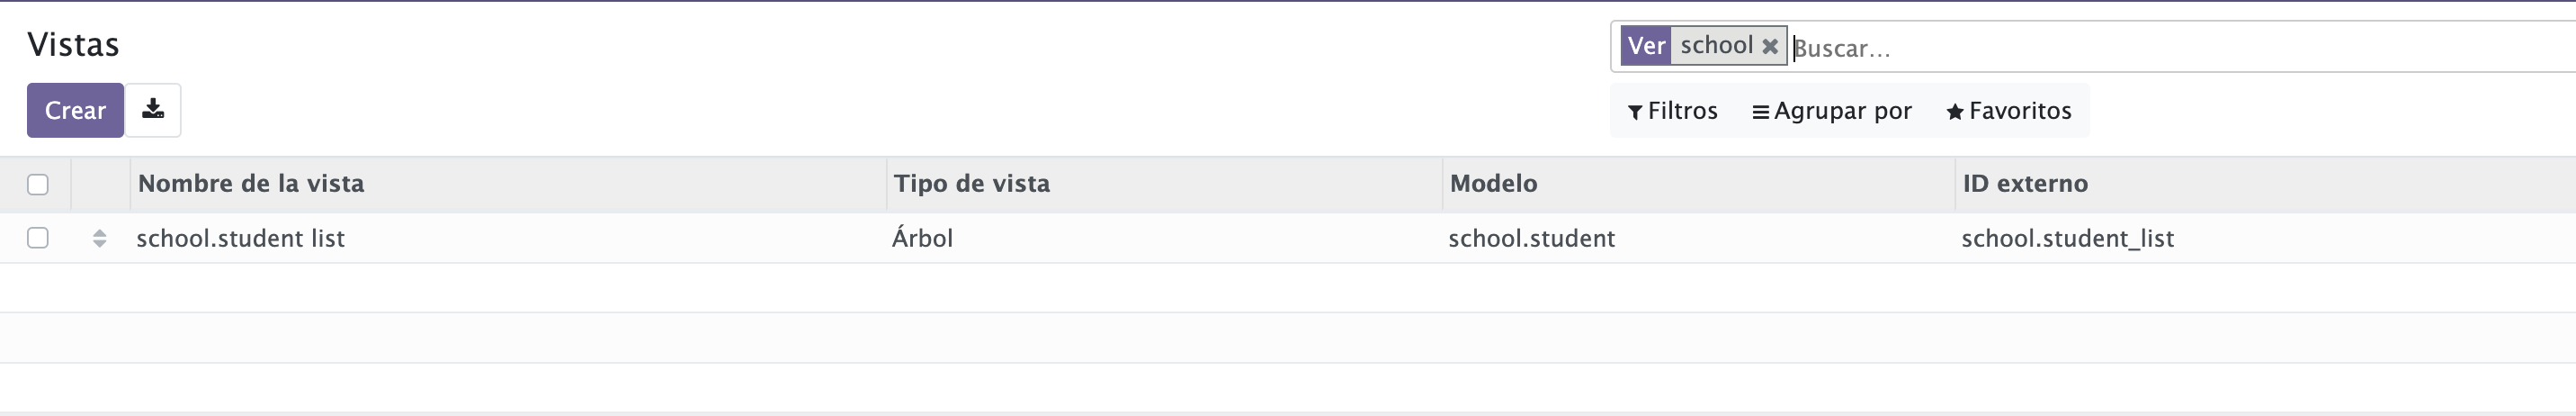 Vistas
Ver school Buscar...
Crear
Filtros Agrupar por Favoritos
Nombre de la vista Tipo de vista Modelo ID externo
school.student list Árbol school.student school.student_list